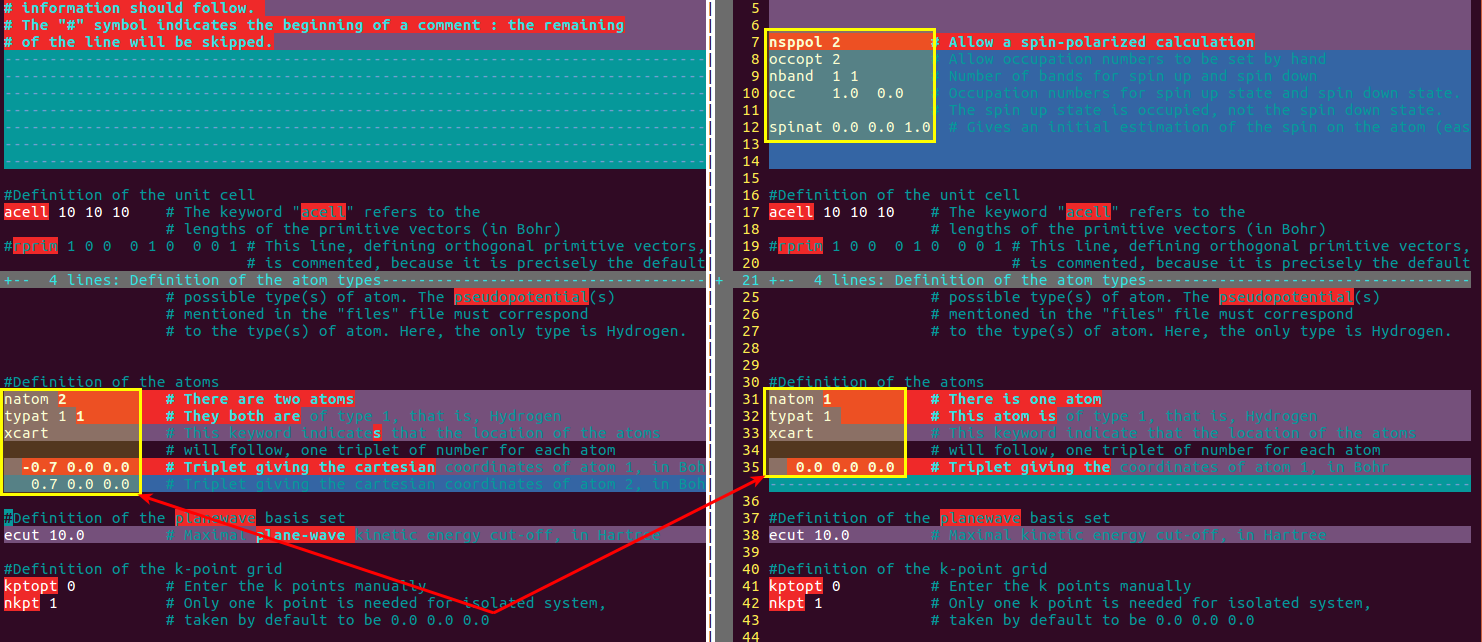 # information should follow.
# The "#" symbol indicates the beginning of a comment : the remaining
# of the line will be skipped.
#Definition of the unit cell
acell 10 10 10    # The keyword "acell" refers to the
                  # lengths of the primitive vectors (in Bohr)
#rprim 1 0 0  0 1 0  0 0 1 # This line, defining orthogonal primitive vectors,
                           # is commented, because it is precisely the default
+--  4 lines: Definition of the atom types------------------------------------
                  # possible type(s) of atom. The pseudopotential(s)
                  # mentioned in the "files" file must correspond
                  # to the type(s) of atom. Here, the only type is Hydrogen.
#Definition of the atoms
natom 2           # There are two atoms
typat 1 1         # They both are of type 1, that is, Hydrogen
xcart             # This keyword indicates that the location of the atoms
                  # will follow, one triplet of number for each atom
  -0.7 0.0 0.0    # Triplet giving the cartesian coordinates of atom 1, in Boh
   0.7 0.0 0.0    # Triplet giving the cartesian coordinates of atom 2, in Boh
#Definition of the planewave basis set
ecut 10.0         # Maximal plane-wave kinetic energy cut-off, in Hartree
#Definition of the k-point grid
kptopt 0          # Enter the k points manually
nkpt 1            # Only one k point is needed for isolated system,
                  # taken by default to be 0.0 0.0 0.0
5
6
7 nsppol 2          # Allow a spin-polarized calculation
8 occopt 2          # Allow occupation numbers to be set by hand
9 nband  1 1        # Number of bands for spin up and spin down
10 occ    1.0  0.0   # Occupation numbers for spin up state and spin down state.
11                   # The spin up state is occupied, not the spin down state.
12 spinat 0.0 0.0 1.0  # Gives an initial estimation of the spin on the atom (eas
13
14
15
16 #Definition of the unit cell
17 acell 10 10 10    # The keyword "acell" refers to the
18                   # lengths of the primitive vectors (in Bohr)
19 #rprim 1 0 0  0 1 0  0 0 1 # This line, defining orthogonal primitive vectors,
20                            # is commented, because it is precisely the default
+ 21 +--  4 lines: Definition of the atom types------------------------------------
25                   # possible type(s) of atom. The pseudopotential(s)
26                   # mentioned in the "files" file must correspond
27                   # to the type(s) of atom. Here, the only type is Hydrogen.
28
29
30 #Definition of the atoms
31 natom 1           # There is one atom
32 typat 1           # This atom is of type 1, that is, Hydrogen
33 xcart             # This keyword indicates that the location of the atoms
34                   # will follow, one triplet of number for each atom
35    0.0 0.0 0.0    # Triplet giving the coordinates of atom 1, in Bohr
36
37 #Definition of the planewave basis set
38 ecut 10.0         # Maximal kinetic energy cut-off, in Hartree
39
40 #Definition of the k-point grid
41 kptopt 0          # Enter the k points manually
42 nkpt 1            # Only one k point is needed for isolated system,
43                   # taken by default to be 0.0 0.0 0.0
44